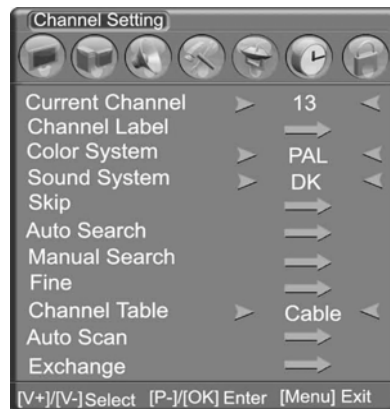 Channel Setting
Current Channel 13
Channel Label
Color System PAL
Sound System DK
Skip
Auto Search
Manual Search
Fine
Channel Table Cable
Auto Scan
Exchange
[V+]/[V-] Select [P-]/[OK] Enter [Menu] Exit